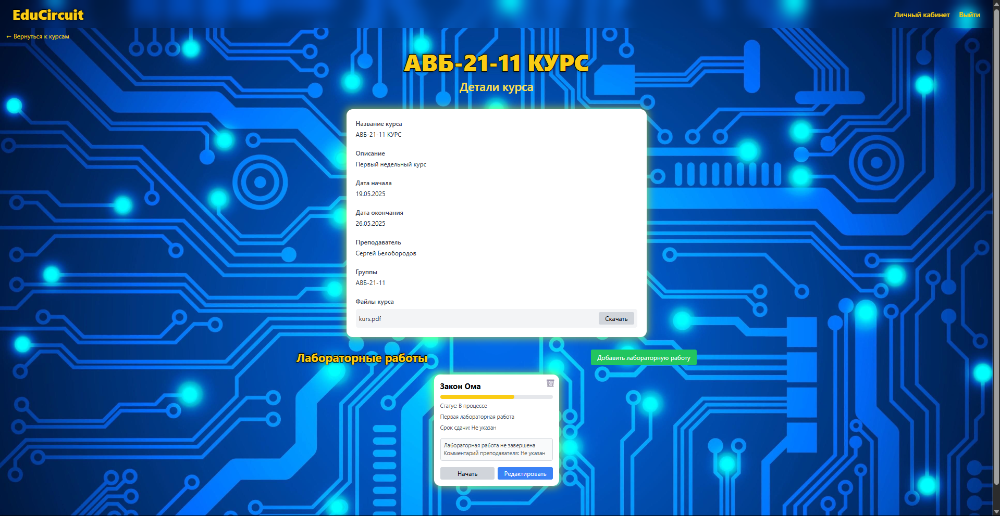 EduCircuit
Личный кабинет Выйти
← Вернуться к курсам
АВБ-21-11 КУРС
Детали курса
Название курса
АВБ-21-11 КУРС
Описание
Первый недельный курс
Дата начала
19.05.2025
Дата окончания
26.05.2025
Преподаватель
Сергей Белобородов
Группы
АВБ-21-11
Файлы курса
kurs.pdf Скачать
Лабораторные работы Добавить лабораторную работу
Закон Ома
Статус: В процессе
Первая лабораторная работа
Срок сдачи: Не указан
Лабораторная работа не завершена
Комментарий преподавателя: Не указан
Начать Редактировать